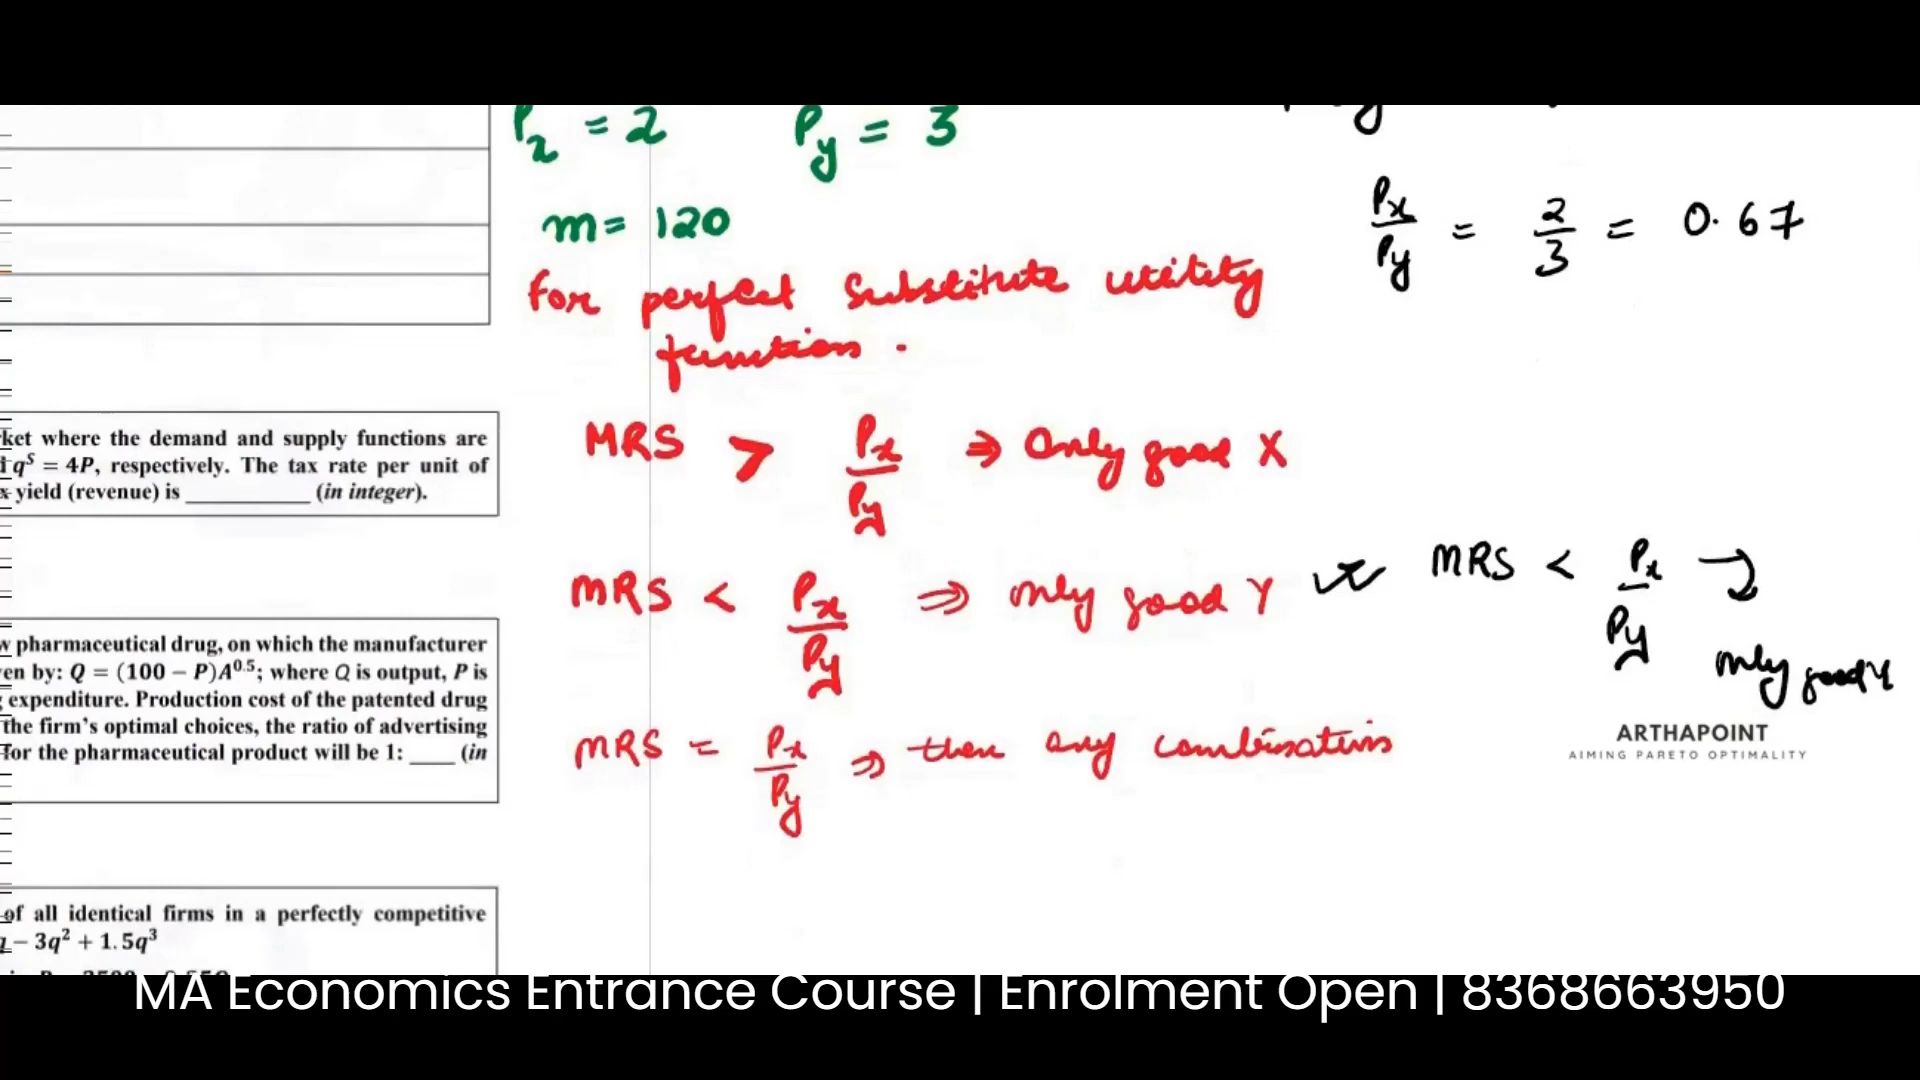 Px = 2 Py = 3
m = 120
for perfect substitute utility
function.
MRS > Px/Py ⇒ Only good X
MRS < Px/Py ⇒ only good Y
MRS = Px/Py ⇒ then any combinations
Px/Py = 2/3 = 0.67
MRS < Px/Py →
only good Y
ket where the demand and supply functions are
q^S = 4P, respectively. The tax rate per unit of
yield (revenue) is __________ (in integer).
pharmaceutical drug, on which the manufacturer
en by: Q = (100 − P)A^0.5; where Q is output, P is
expenditure. Production cost of the patented drug
the firm's optimal choices, the ratio of advertising
for the pharmaceutical product will be 1: ____ (in
of all identical firms in a perfectly competitive
− 3q² + 1.5q³
ARTHAPOINT
AIMING PARETO OPTIMALITY
MA Economics Entrance Course | Enrolment Open | 8368663950